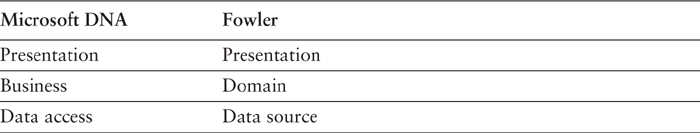 Microsoft DNA Fowler
Presentation Presentation
Business Domain
Data access Data source